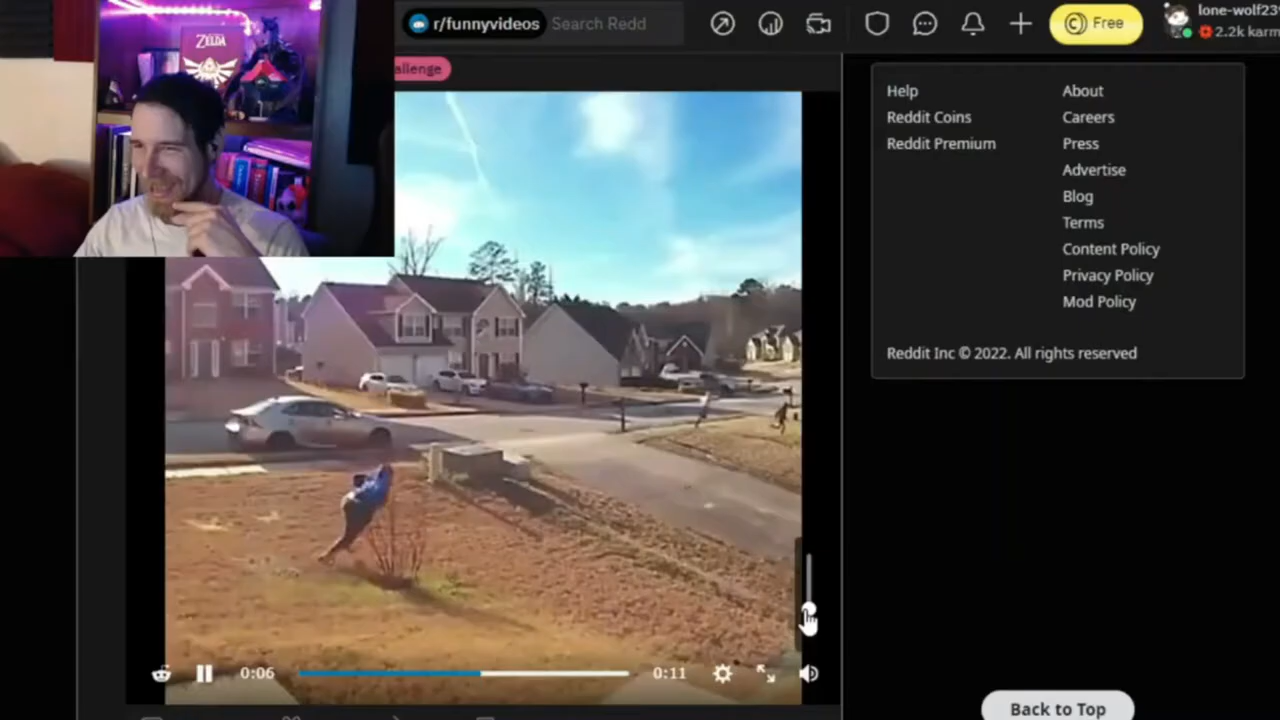 ZELDA
r/funnyvideos Search Redd
Free
lone-wolf239
2.2k karm
allenge
Help
About
Reddit Coins
Careers
Reddit Premium
Press
Advertise
Blog
Terms
Content Policy
Privacy Policy
Mod Policy
Reddit Inc © 2022. All rights reserved
0:06
0:11
Back to Top